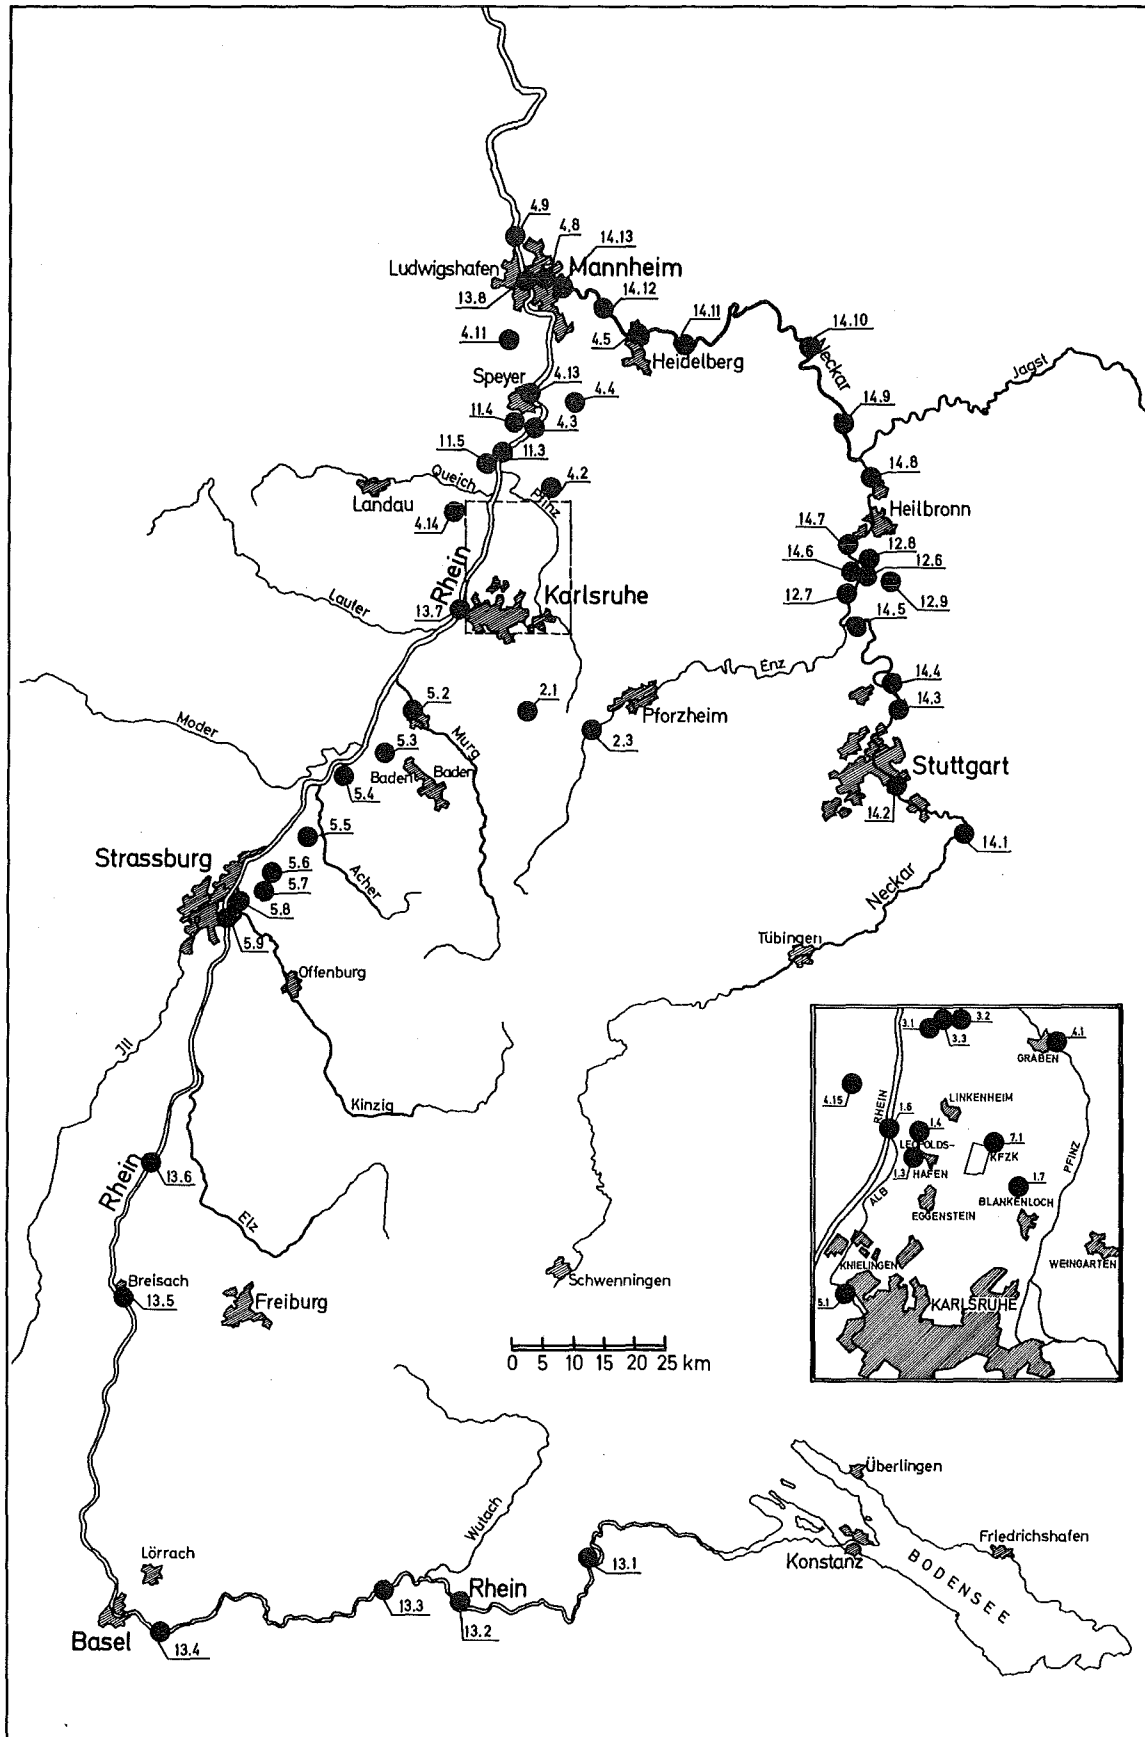 4.9
4.8
14.13
Ludwigshafen
Mannheim
13.8
14.12
4.11
14.11
4.5
Heidelberg
14.10
Neckar
Jagst
Speyer
4.13
4.4
11.4
4.3
14.9
11.5
11.3
Queich
4.2
Pfinz
14.8
Landau
4.14
Heilbronn
14.7
12.8
14.6
12.6
12.7
12.9
Rhein
Lauter
13.7
Karlsruhe
14.5
Enz
14.4
14.3
5.2
2.1
Pforzheim
Moder
Murg
2.3
5.3
Baden
Baden
5.4
Stuttgart
14.2
14.1
5.5
Strassburg
5.6
5.7
Acher
5.8
5.9
Neckar
Tübingen
Offenburg
Jll
Kinzig
3.1
3.2
3.3
4.1
GRABEN
4.15
RHEIN
LINKENHEIM
1.6
1.4
7.1
LEOPOLDS-
KFZK
1.3
HAFEN
1.7
PFINZ
ALB
BLANKENLOCH
EGGENSTEIN
KNIELINGEN
WEINGARTEN
5.1
KARLSRUHE
Rhein
13.6
Elz
Schwenningen
Breisach
13.5
Freiburg
0 5 10 15 20 25 km
Wutach
Überlingen
Friedrichshafen
Konstanz
BODENSEE
Lörrach
13.1
Rhein
13.3
13.2
Basel
13.4